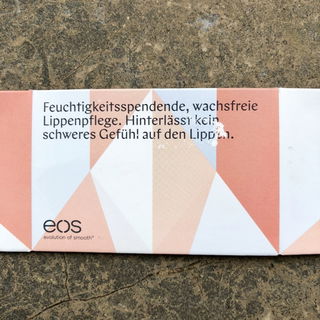 Feuchtigkeitsspendende, wachsfreie
Lippenpflege. Hinterlässt kein
schweres Gefühl auf den Lippen.
eos
evolution of smooth®